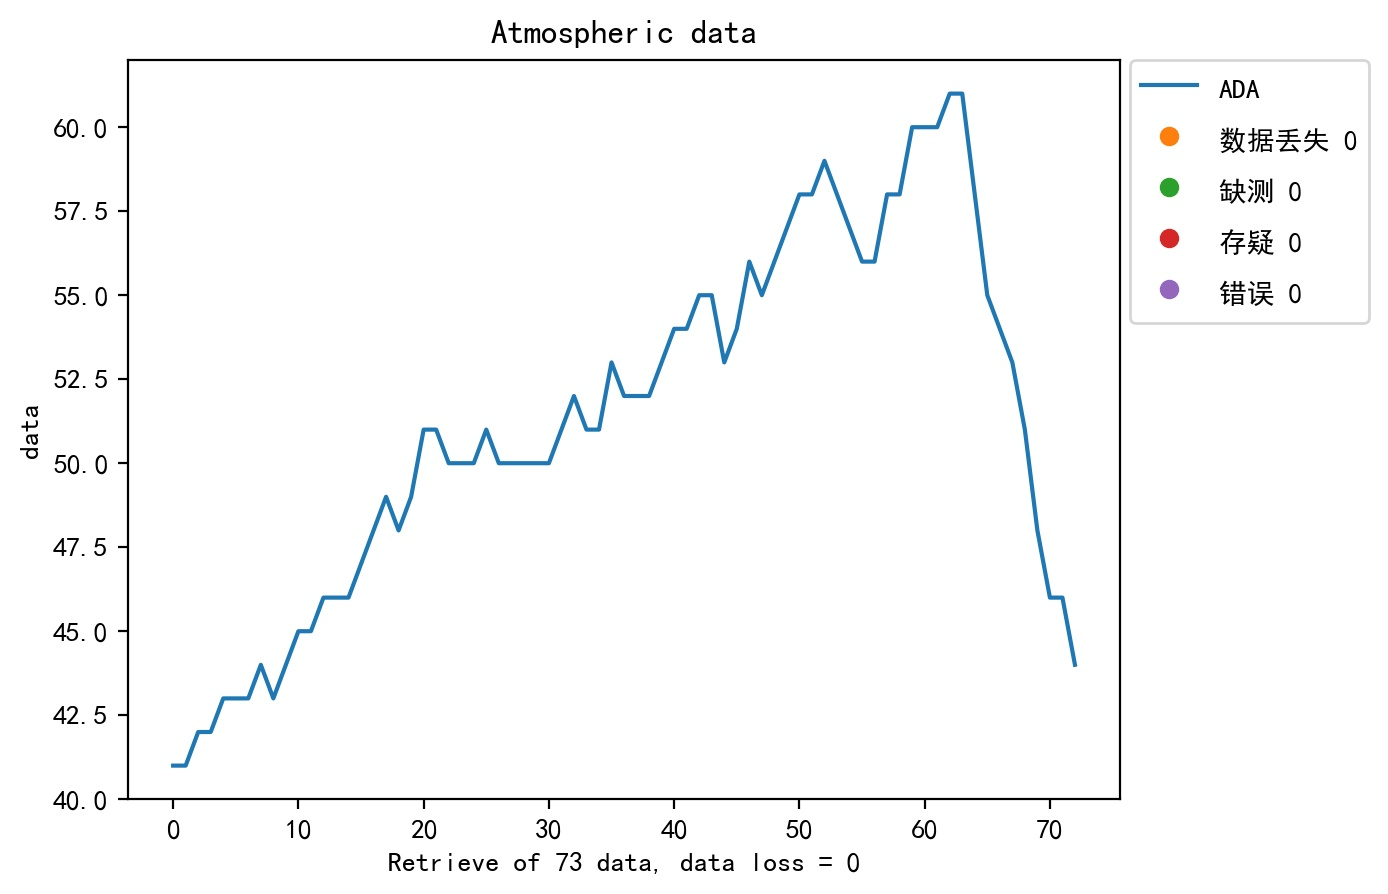 Atmospheric data
ADA
数据丢失 0
缺测 0
存疑 0
错误 0
data
60.0
57.5
55.0
52.5
50.0
47.5
45.0
42.5
40.0
0 10 20 30 40 50 60 70
Retrieve of 73 data, data loss = 0